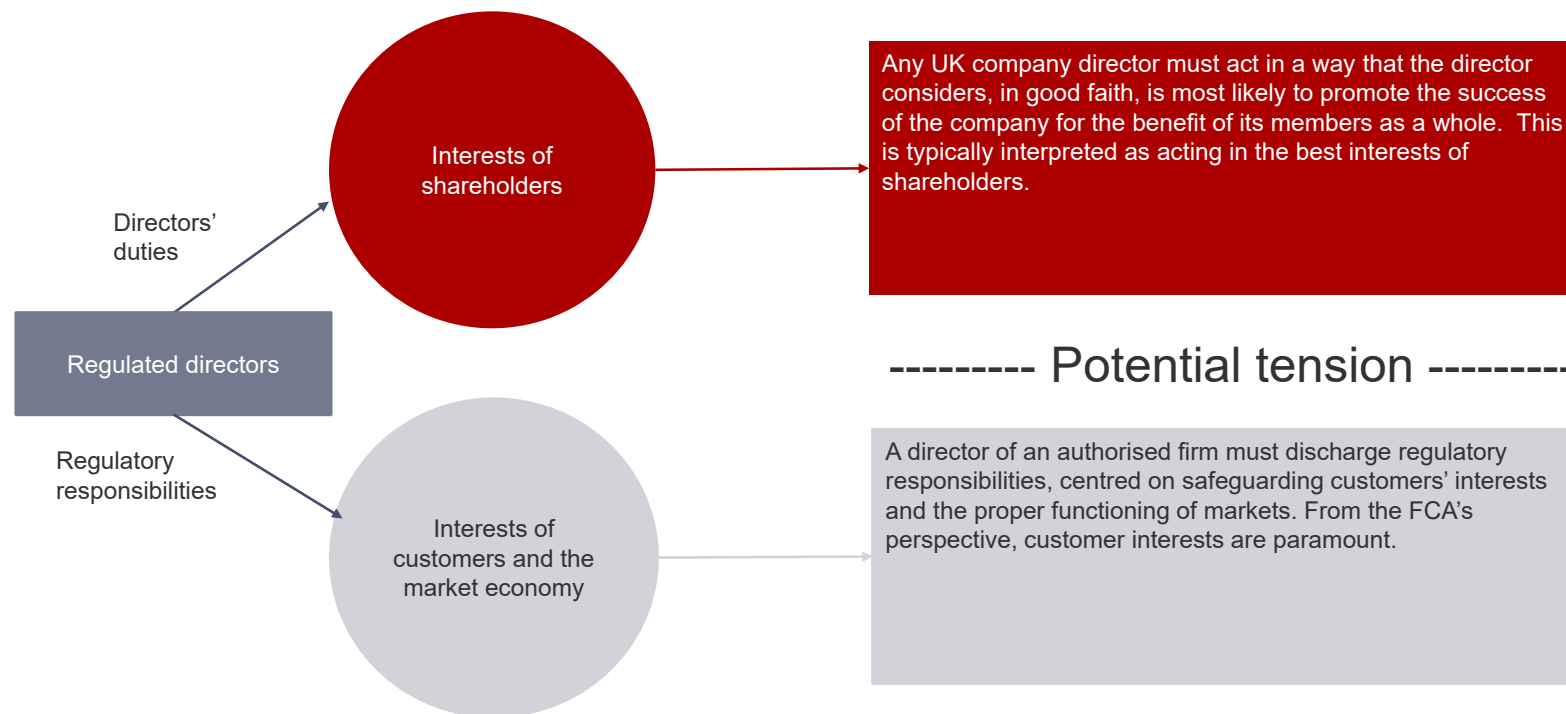 Directors’
duties
Regulated directors
Regulatory
responsibilities
Interests of
shareholders
Any UK company director must act in a way that the director
considers, in good faith, is most likely to promote the success
of the company for the benefit of its members as a whole.  This
is typically interpreted as acting in the best interests of
shareholders.
--------- Potential tension ---------
Interests of
customers and the
market economy
A director of an authorised firm must discharge regulatory
responsibilities, centred on safeguarding customers’ interests
and the proper functioning of markets. From the FCA’s
perspective, customer interests are paramount.